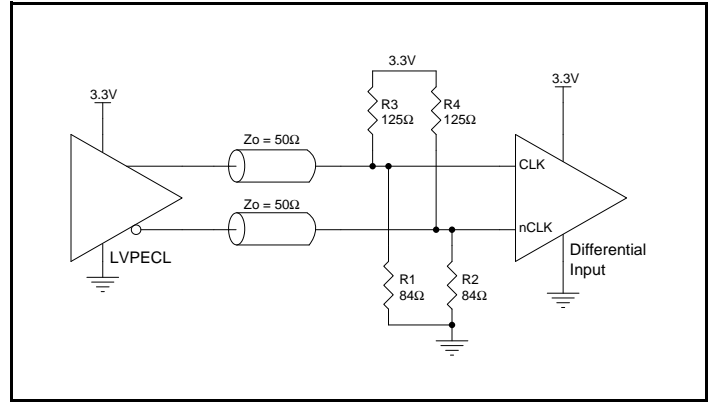 3.3V
3.3V
3.3V
R3
125Ω
R4
125Ω
Zo = 50Ω
CLK
Zo = 50Ω
nCLK
LVPECL
Differential
Input
R1
84Ω
R2
84Ω